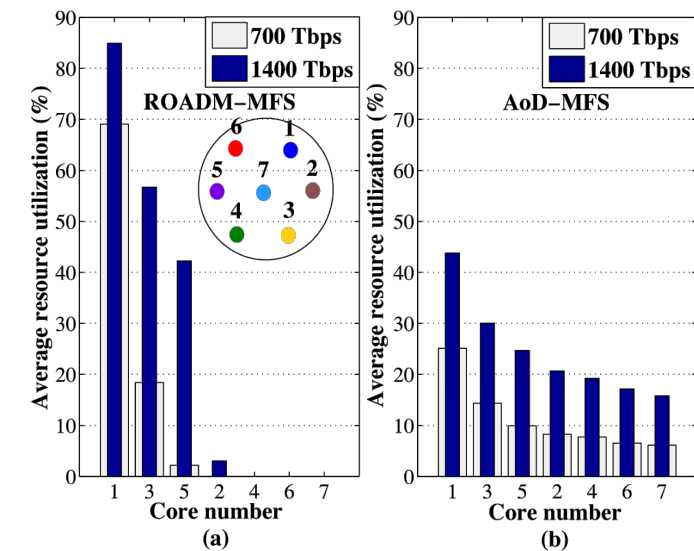 90
80
70
60
50
40
30
20
10
0
Average resource utilization (%)
700 Tbps
1400 Tbps
ROADM-MFS
6 1
5 7 2
4 3
1 3 5 2 4 6 7
Core number
(a)
90
80
70
60
50
40
30
20
10
0
Average resource utilization (%)
700 Tbps
1400 Tbps
AoD-MFS
1 3 5 2 4 6 7
Core number
(b)